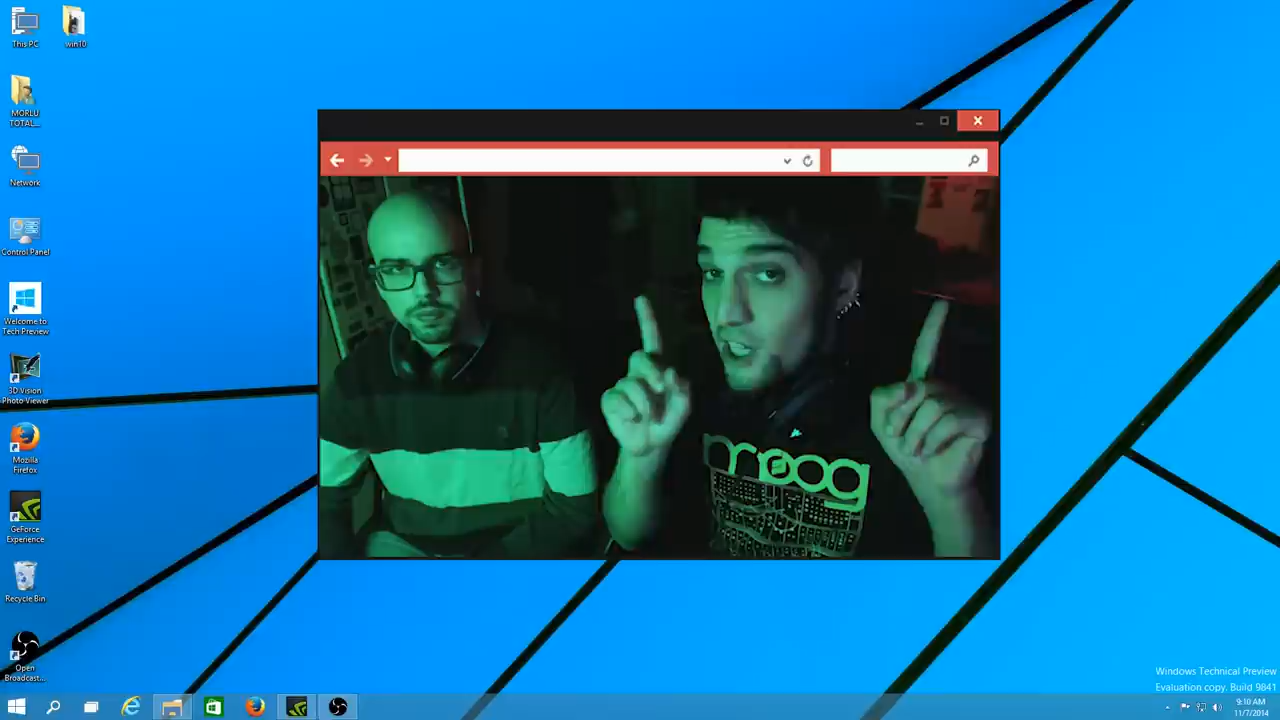 This PC
win10
MORLU
TOTAL...
Network
Control Panel
Welcome to
Tech Preview
3D Vision
Photo Viewer
Mozilla
Firefox
GeForce
Experience
Recycle Bin
Open
Broadcast...
moog
Windows Technical Preview
Evaluation copy. Build 9841
9:10 AM
11/7/2014